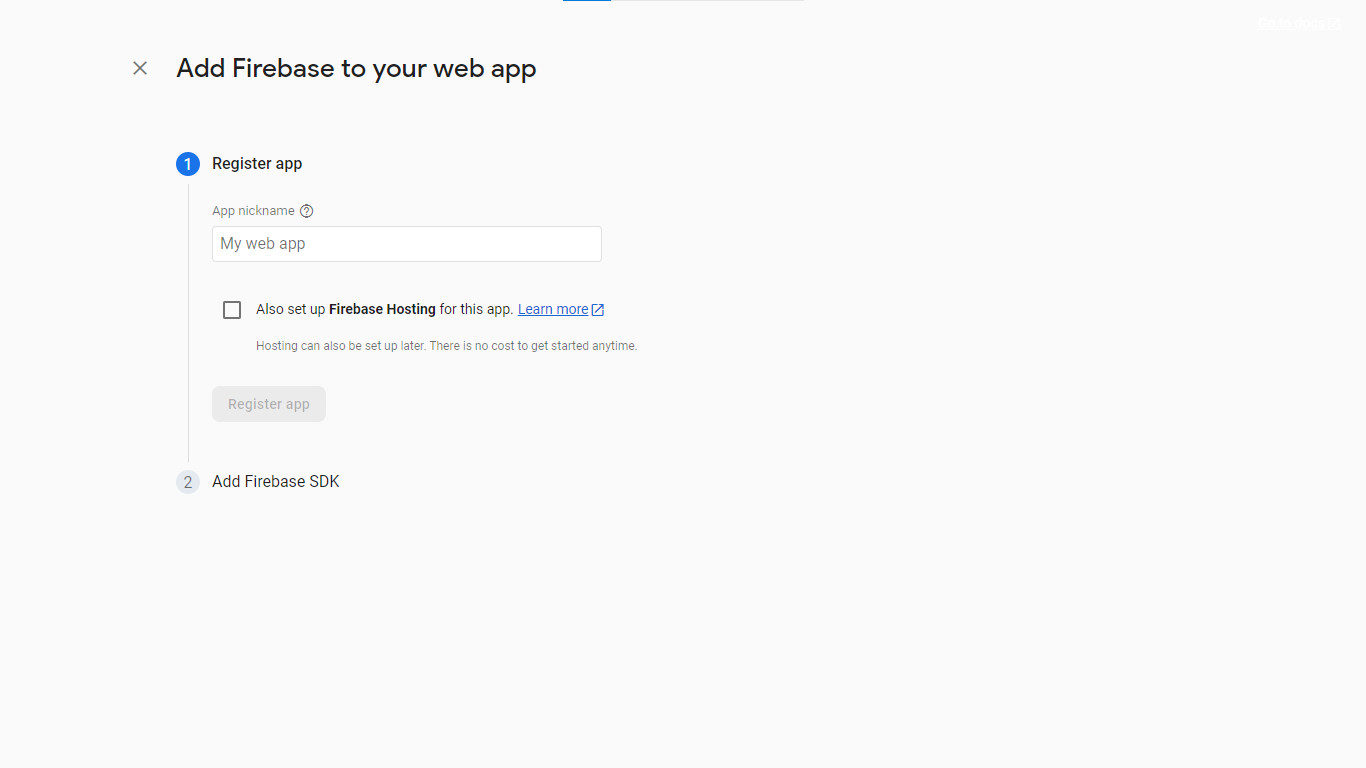 Go to docs
Add Firebase to your web app
1 Register app
App nickname
My web app
Also set up Firebase Hosting for this app. Learn more
Hosting can also be set up later. There is no cost to get started anytime.
Register app
2 Add Firebase SDK